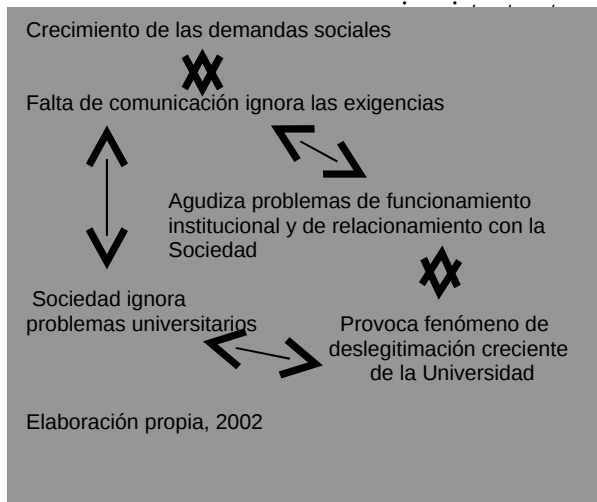 Crecimiento de las demandas sociales
Falta de comunicación ignora las exigencias
Agudiza problemas de funcionamiento
institucional y de relacionamiento con la
Sociedad
Sociedad ignora
problemas universitarios
Provoca fenómeno de
deslegitimación creciente
de la Universidad
Elaboración propia, 2002